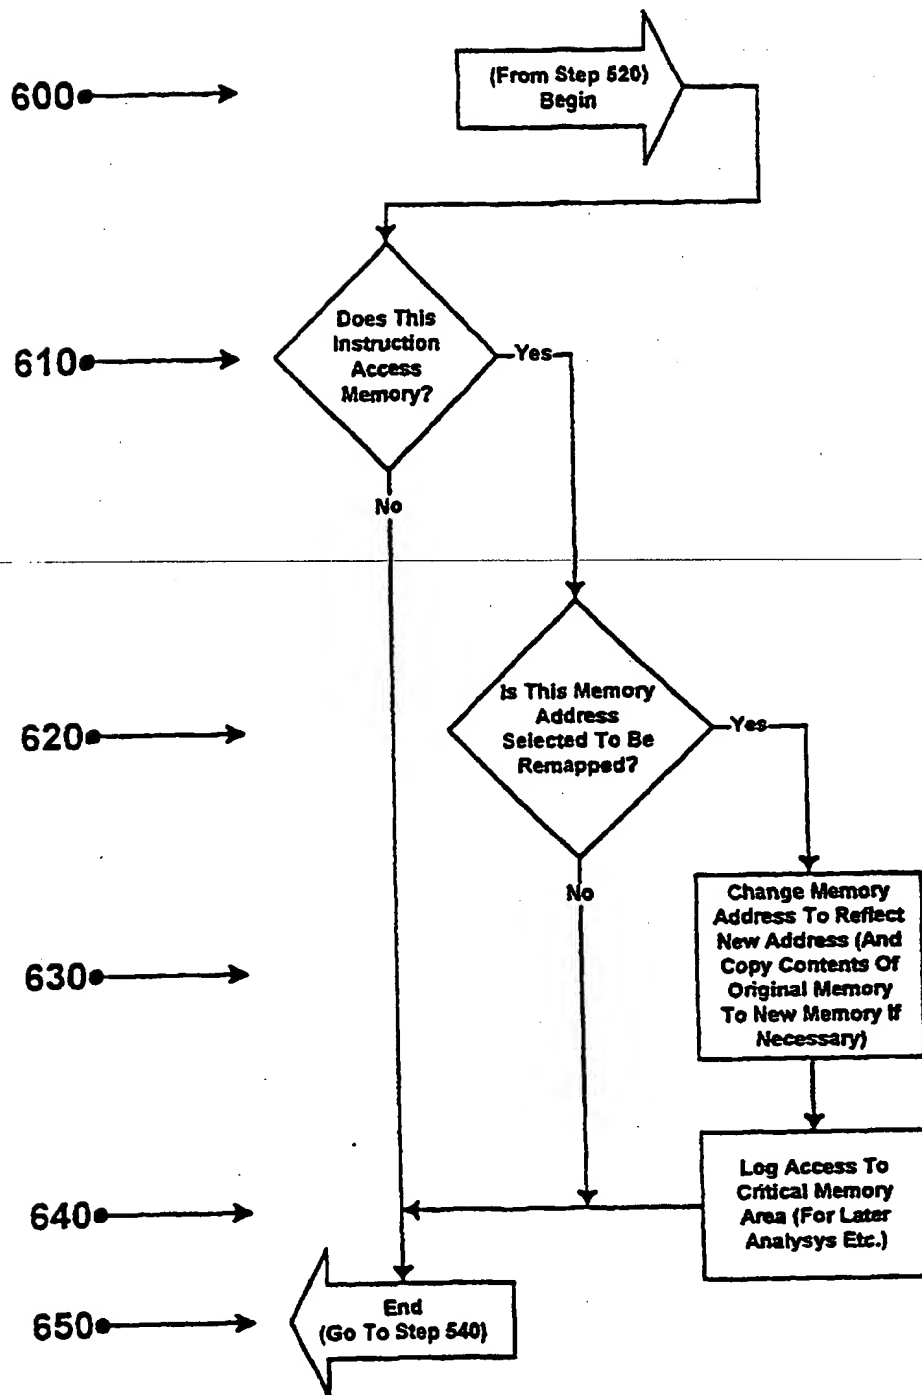 600
(From Step 520)
Begin
610
Does This
Instruction
Access
Memory?
Yes
No
620
Is This Memory
Address
Selected To Be
Remapped?
Yes
No
630
Change Memory
Address To Reflect
New Address (And
Copy Contents Of
Original Memory
To New Memory If
Necessary)
640
Log Access To
Critical Memory
Area (For Later
Analysys Etc.)
650
End
(Go To Step 540)